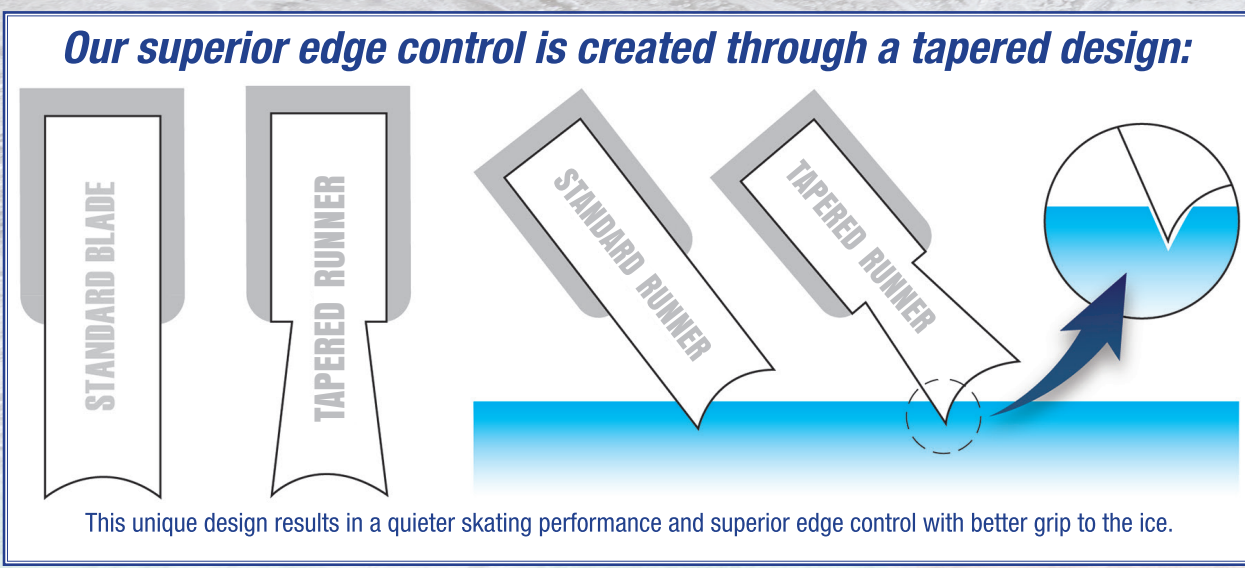 Our superior edge control is created through a tapered design:
STANDARD BLADE
TAPERED RUNNER
STANDARD RUNNER
TAPERED RUNNER
This unique design results in a quieter skating performance and superior edge control with better grip to the ice.